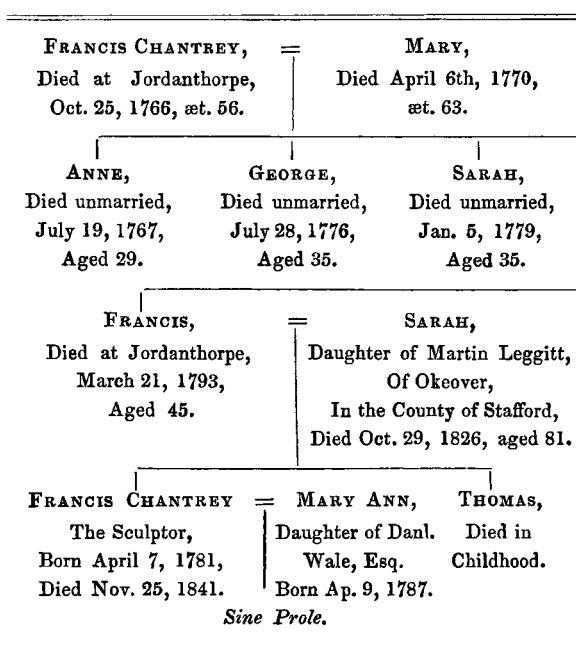 FRANCIS CHANTREY, = MARY,
Died at Jordanthorpe, Died April 6th, 1770,
Oct. 25, 1766, æt. 56. æt. 63.
ANNE, GEORGE, SARAH,
Died unmarried, Died unmarried, Died unmarried,
July 19, 1767, July 28, 1776, Jan. 5, 1779,
Aged 29. Aged 35. Aged 35.
FRANCIS, = SARAH,
Died at Jordanthorpe, Daughter of Martin Leggitt,
March 21, 1793, Of Okeover,
Aged 45. In the County of Stafford,
Died Oct. 29, 1826, aged 81.
FRANCIS CHANTREY = MARY ANN, THOMAS,
The Sculptor, Daughter of Danl. Died in
Born April 7, 1781, Wale, Esq. Childhood.
Died Nov. 25, 1841. Born Ap. 9, 1787.
Sine Prole.